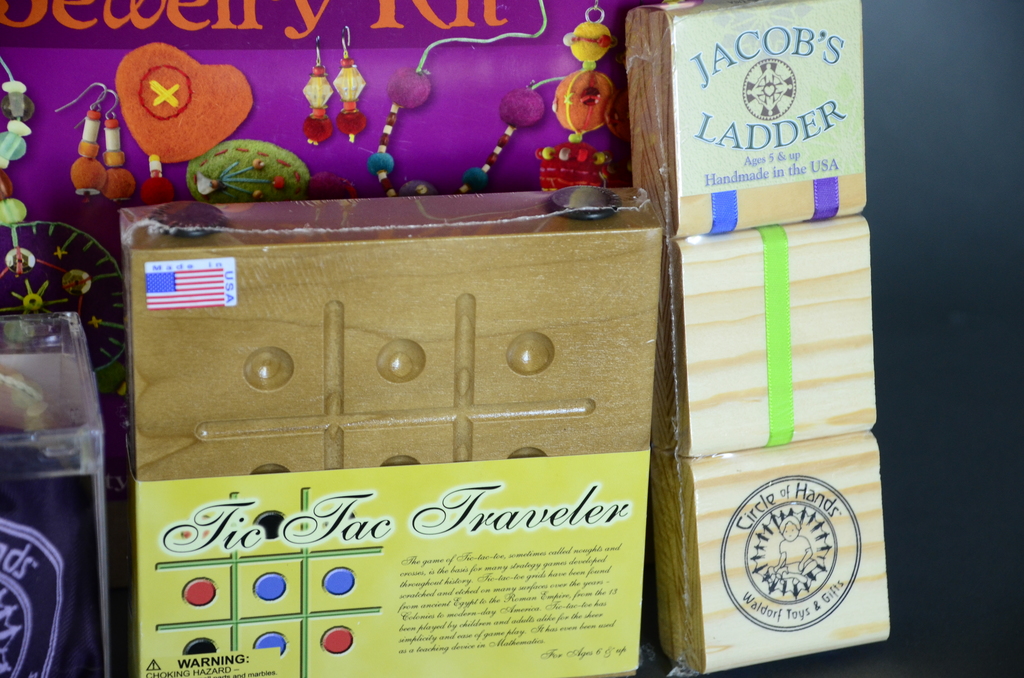 Jewelry Kit
JACOB'S
LADDER
Ages 5 & up
Handmade in the USA
Made in
USA
Tic Tac Traveler
The game of Tic-tac-toe, sometimes called noughts and
crosses, is the basis for many strategy games developed
throughout history. Tic-tac-toe grids have been found
scratched and etched on many surfaces over the years -
from ancient Egypt to the Roman Empire, from the 13
Colonies to modern-day America. Tic-tac-toe has
been played by children and adults alike for the sheer
simplicity and ease of game play. It has even been used
as a teaching device in Mathematics.
For Ages 6 & up
WARNING:
CHOKING HAZARD –
parts and marbles.
Circle of Hands
Waldorf Toys & Gifts
nds